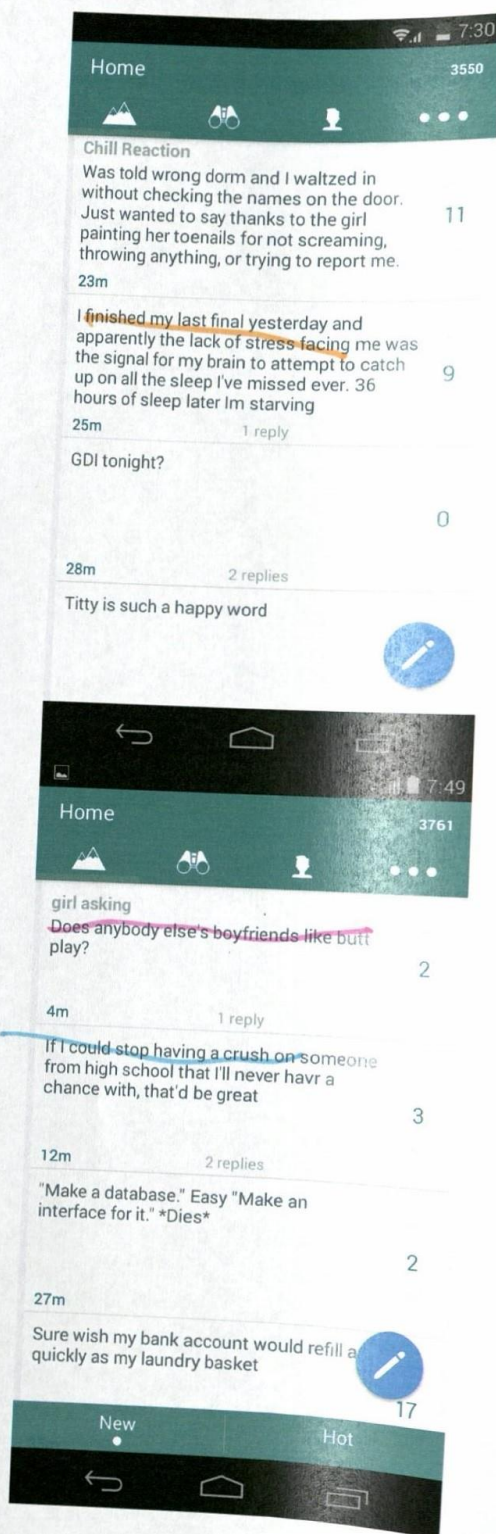 7:30
Home
3550
Chill Reaction
Was told wrong dorm and I waltzed in
without checking the names on the door.
Just wanted to say thanks to the girl
painting her toenails for not screaming,
throwing anything, or trying to report me.
11
23m
I finished my last final yesterday and
apparently the lack of stress facing me was
the signal for my brain to attempt to catch
up on all the sleep I've missed ever. 36
hours of sleep later Im starving
9
25m 1 reply
GDI tonight?
0
28m 2 replies
Titty is such a happy word
7:49
Home
3761
girl asking
Does anybody else's boyfriends like butt
play?
2
4m 1 reply
If I could stop having a crush on someone
from high school that I'll never havr a
chance with, that'd be great
3
12m 2 replies
"Make a database." Easy "Make an
interface for it." *Dies*
2
27m
Sure wish my bank account would refill a
quickly as my laundry basket
17
New Hot